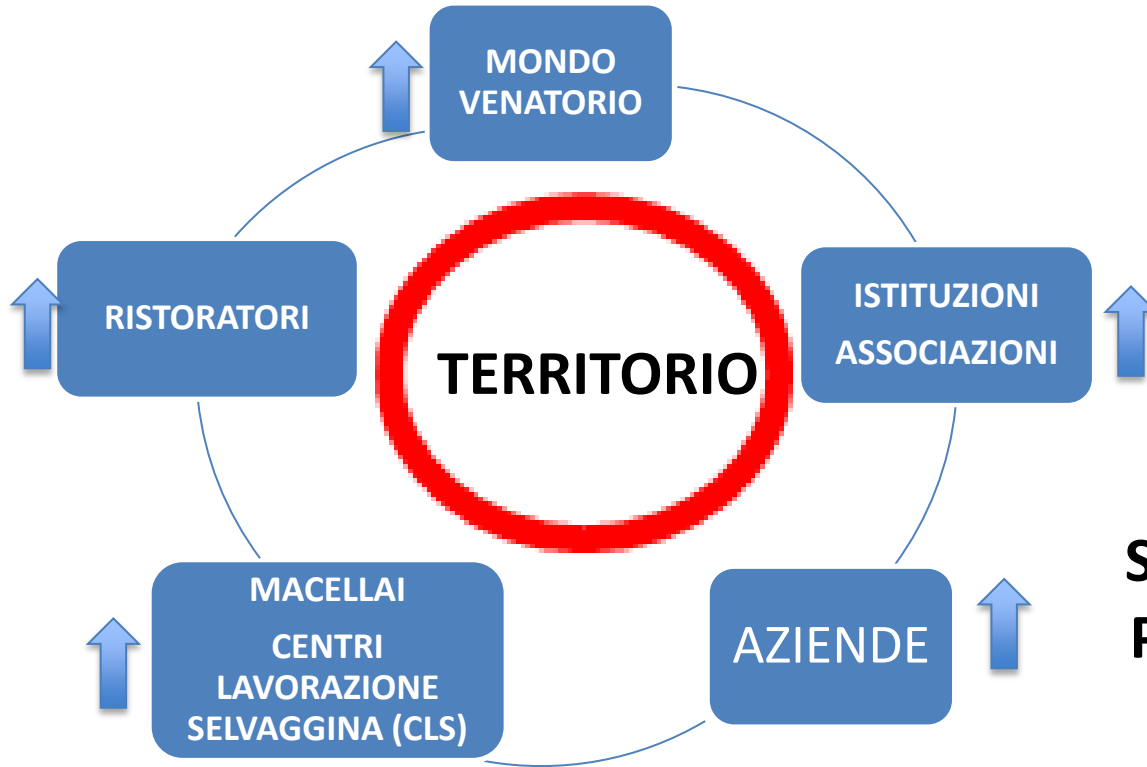 MONDO
VENATORIO
RISTORATORI
ISTITUZIONI
ASSOCIAZIONI
TERRITORIO
MACELLAI
CENTRI
LAVORAZIONE
SELVAGGINA (CLS)
AZIENDE